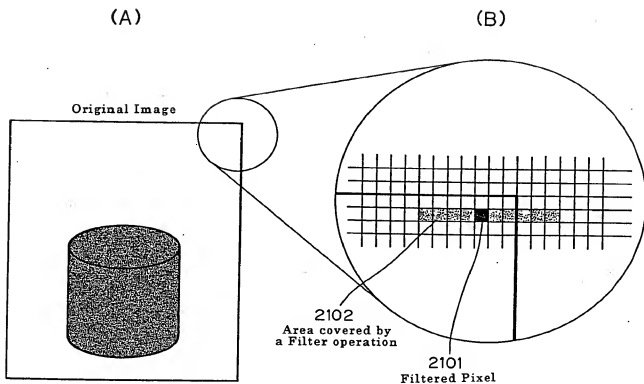 (A)
(B)
Original Image
2102
Area covered by
a Filter operation
2101
Filtered Pixel